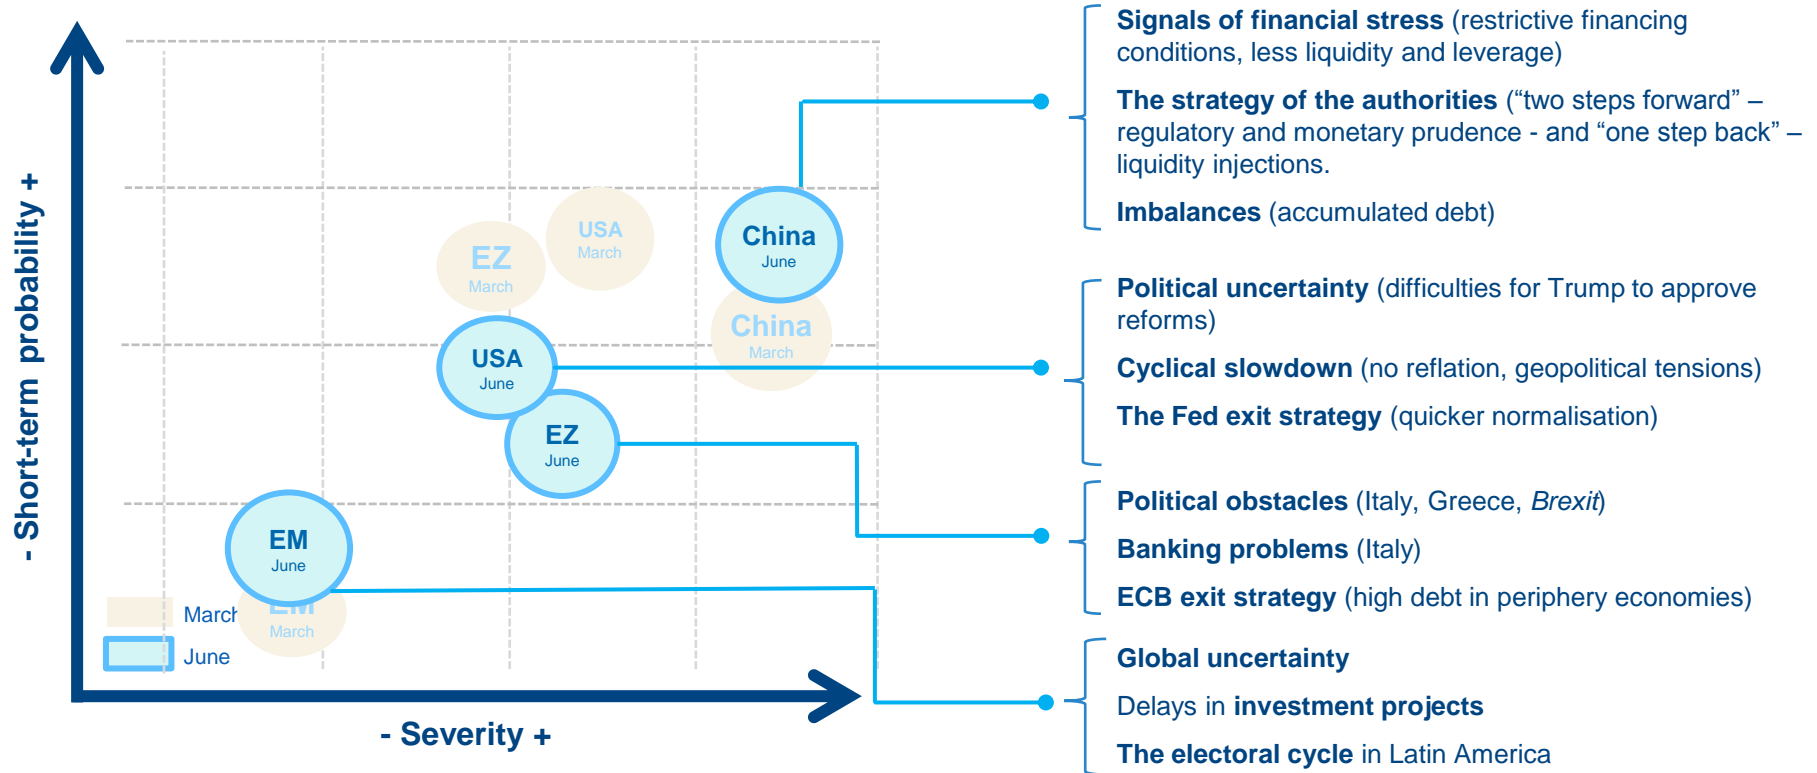 - Short-term probability +
- Severity +
EZ
March
USA
March
China
June
China
March
USA
June
EZ
June
EM
June
EM
March
March
June
Signals of financial stress (restrictive financing
conditions, less liquidity and leverage)
The strategy of the authorities (“two steps forward” –
regulatory and monetary prudence - and “one step back” –
liquidity injections.
Imbalances (accumulated debt)
Political uncertainty (difficulties for Trump to approve
reforms)
Cyclical slowdown (no reflation, geopolitical tensions)
The Fed exit strategy (quicker normalisation)
Political obstacles (Italy, Greece, Brexit)
Banking problems (Italy)
ECB exit strategy (high debt in periphery economies)
Global uncertainty
Delays in investment projects
The electoral cycle in Latin America